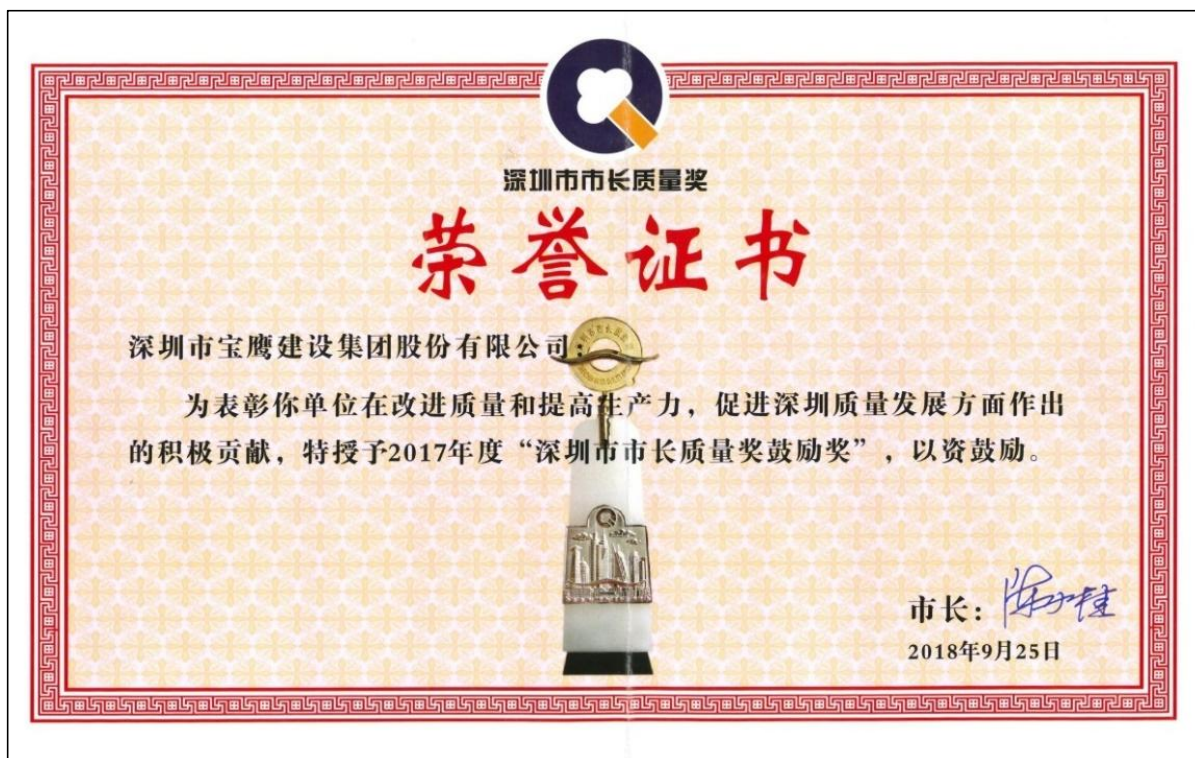 深圳市市长质量奖
荣誉证书
深圳市宝鹰建设集团股份有限公司：
为表彰你单位在改进质量和提高生产力，促进深圳质量发展方面作出
的积极贡献，特授予2017年度“深圳市市长质量奖鼓励奖”，以资鼓励。
市长：
2018年9月25日